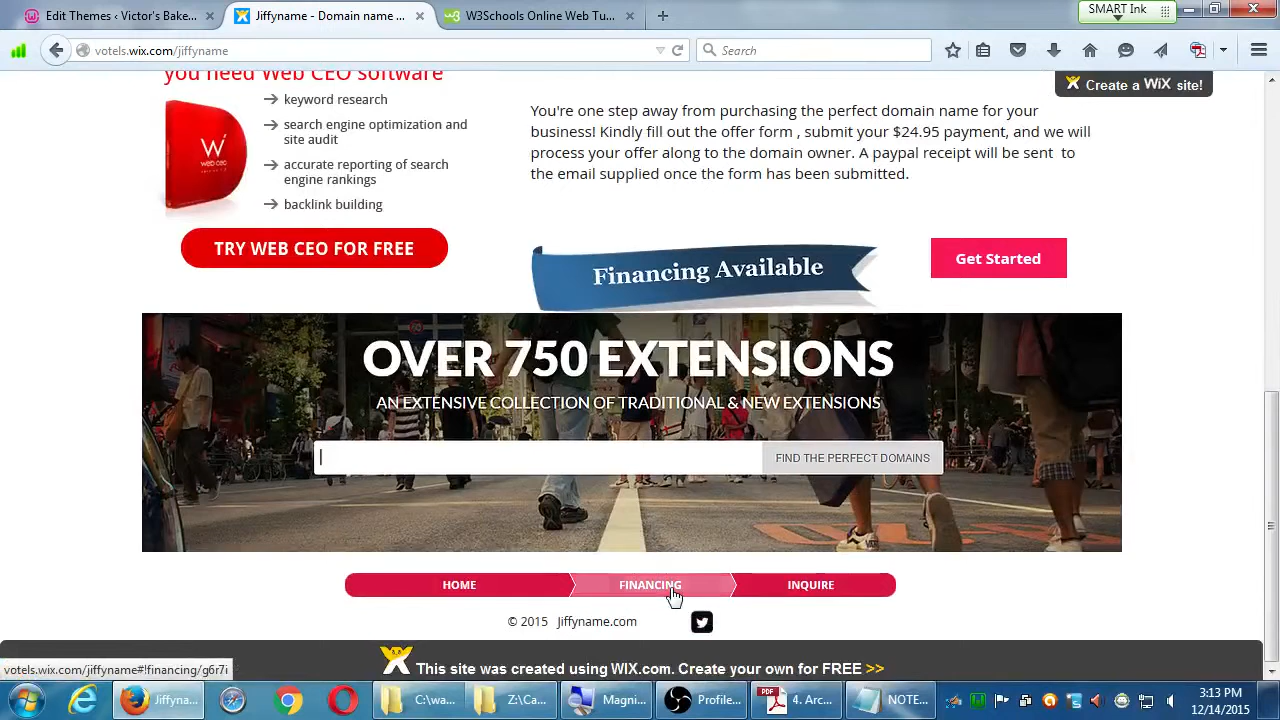 Edit Themes : Victor's Bake...
Jiffyname - Domain name ...
W3Schools Online Web Tu...
SMART Ink
votels.wix.com/jiffyname
Search
you need Web CEO software
keyword research
search engine optimization and
site audit
accurate reporting of search
engine rankings
backlink building
TRY WEB CEO FOR FREE
Create a WiX site!
You're one step away from purchasing the perfect domain name for your
business! Kindly fill out the offer form , submit your $24.95 payment, and we will
process your offer along to the domain owner. A paypal receipt will be sent to
the email supplied once the form has been submitted.
Financing Available
Get Started
OVER 750 EXTENSIONS
AN EXTENSIVE COLLECTION OF TRADITIONAL & NEW EXTENSIONS
FIND THE PERFECT DOMAINS
HOME
FINANCING
INQUIRE
© 2015 Jiffyname.com
This site was created using WIX.com. Create your own for FREE >>
votels.wix.com/jiffyname#!financing/g6r7i
Jiffyna...
C:\wa...
Z:\Ca...
Magni...
Profile...
4. Arc...
NOTE...
3:13 PM
12/14/2015